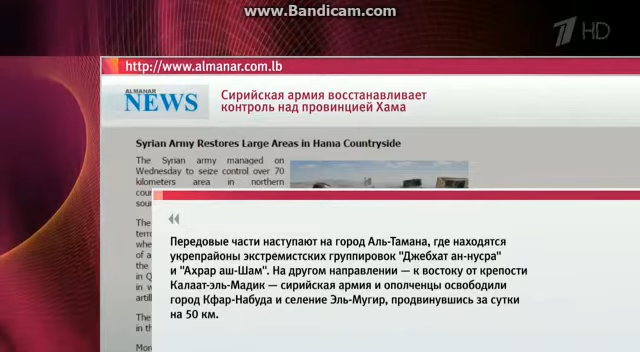 www.Bandicam.com
1 HD
http://www.almanar.com.lb
ALMANAR
NEWS
Сирийская армия восстанавливает
контроль над провинцией Хама
Syrian Army Restores Large Areas in Hama Countryside
The Syrian army managed on
Wednesday to seize control over 70
kilometers area in northern
Передовые части наступают на город Аль-Тамана, где находятся
укрепрайоны экстремистских группировок "Джебхат ан-нусра"
и "Ахрар аш-Шам". На другом направлении — к востоку от крепости
Калаат-эль-Мадик — сирийская армия и ополченцы освободили
город Кфар-Набуда и селение Эль-Мугир, продвинувшись за сутки
на 50 км.
The
in th